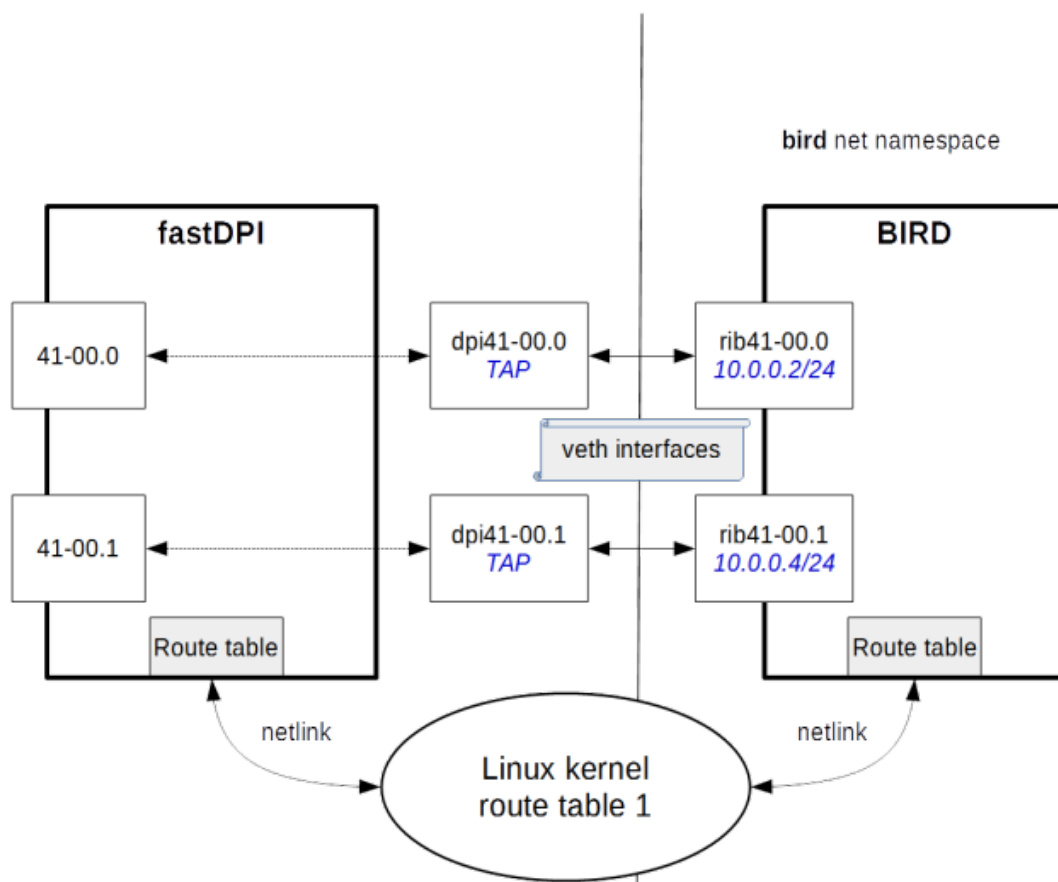 bird net namespace
fastDPI
BIRD
41-00.0
dpi41-00.0
TAP
rib41-00.0
10.0.0.2/24
veth interfaces
41-00.1
dpi41-00.1
TAP
rib41-00.1
10.0.0.4/24
Route table
Route table
netlink
netlink
Linux kernel
route table 1